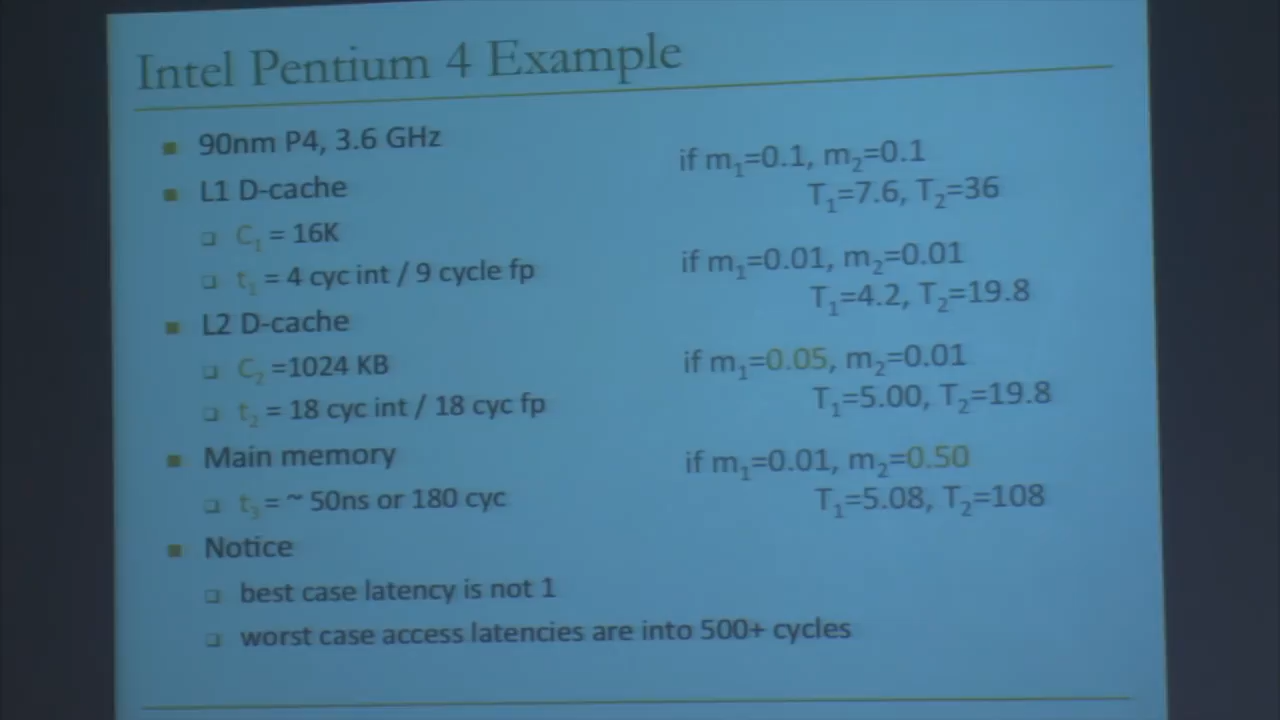 Intel Pentium 4 Example
90nm P4, 3.6 GHz
L1 D-cache
C₁ = 16K
t₁ = 4 cyc int / 9 cycle fp
L2 D-cache
C₂ =1024 KB
t₂ = 18 cyc int / 18 cyc fp
Main memory
t₃ = ~ 50ns or 180 cyc
Notice
best case latency is not 1
worst case access latencies are into 500+ cycles
if m₁=0.1, m₂=0.1
T₁=7.6, T₂=36
if m₁=0.01, m₂=0.01
T₁=4.2, T₂=19.8
if m₁=0.05, m₂=0.01
T₁=5.00, T₂=19.8
if m₁=0.01, m₂=0.50
T₁=5.08, T₂=108